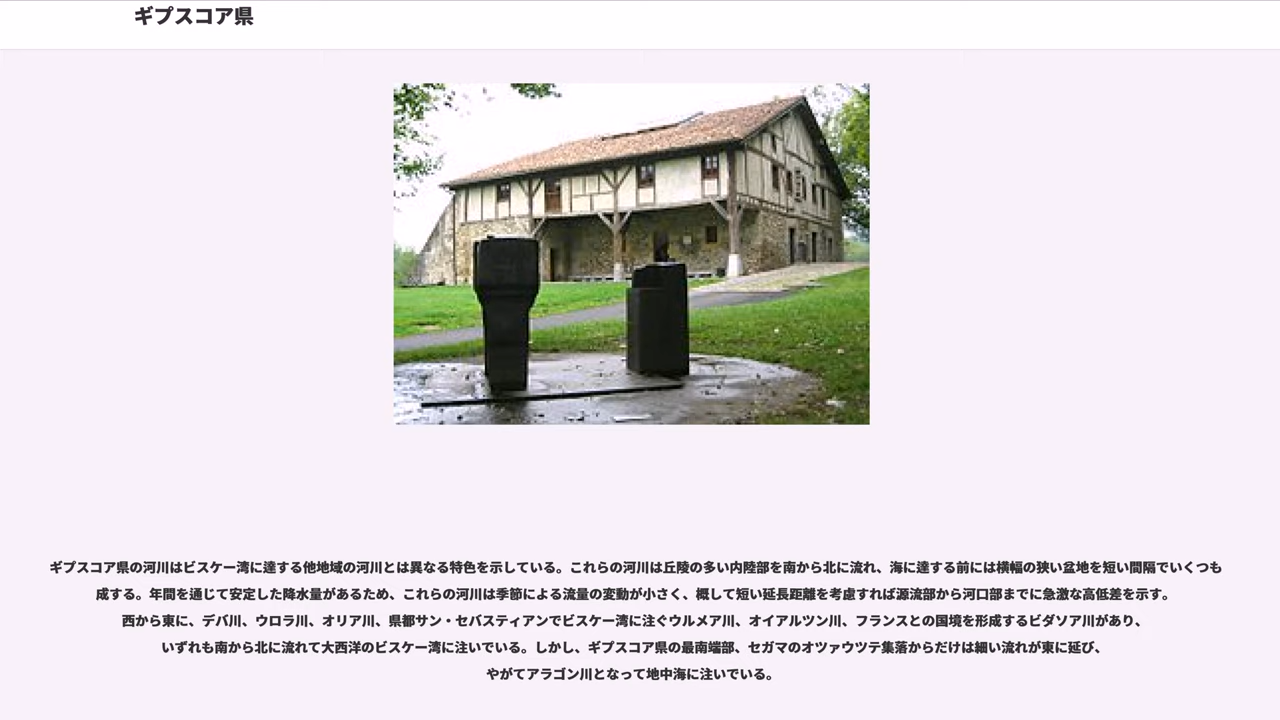 ギプスコア県
ギプスコア県の河川はビスケー湾に達する他地域の河川とは異なる特色を示している。これらの河川は丘陵の多い内陸部を南から北に流れ、海に達する前には横幅の狭い盆地を短い間隔でいくつも
成する。年間を通じて安定した降水量があるため、これらの河川は季節による流量の変動が小さく、概して短い延長距離を考慮すれば源流部から河口部までに急激な高低差を示す。
西から東に、デバ川、ウロラ川、オリア川、県都サン・セバスティアンでビスケー湾に注ぐウルメア川、オイアルツン川、フランスとの国境を形成するビダソア川があり、
いずれも南から北に流れて大西洋のビスケー湾に注いでいる。しかし、ギプスコア県の最南端部、セガマのオツァウツテ集落からだけは細い流れが東に延び、
やがてアラゴン川となって地中海に注いでいる。